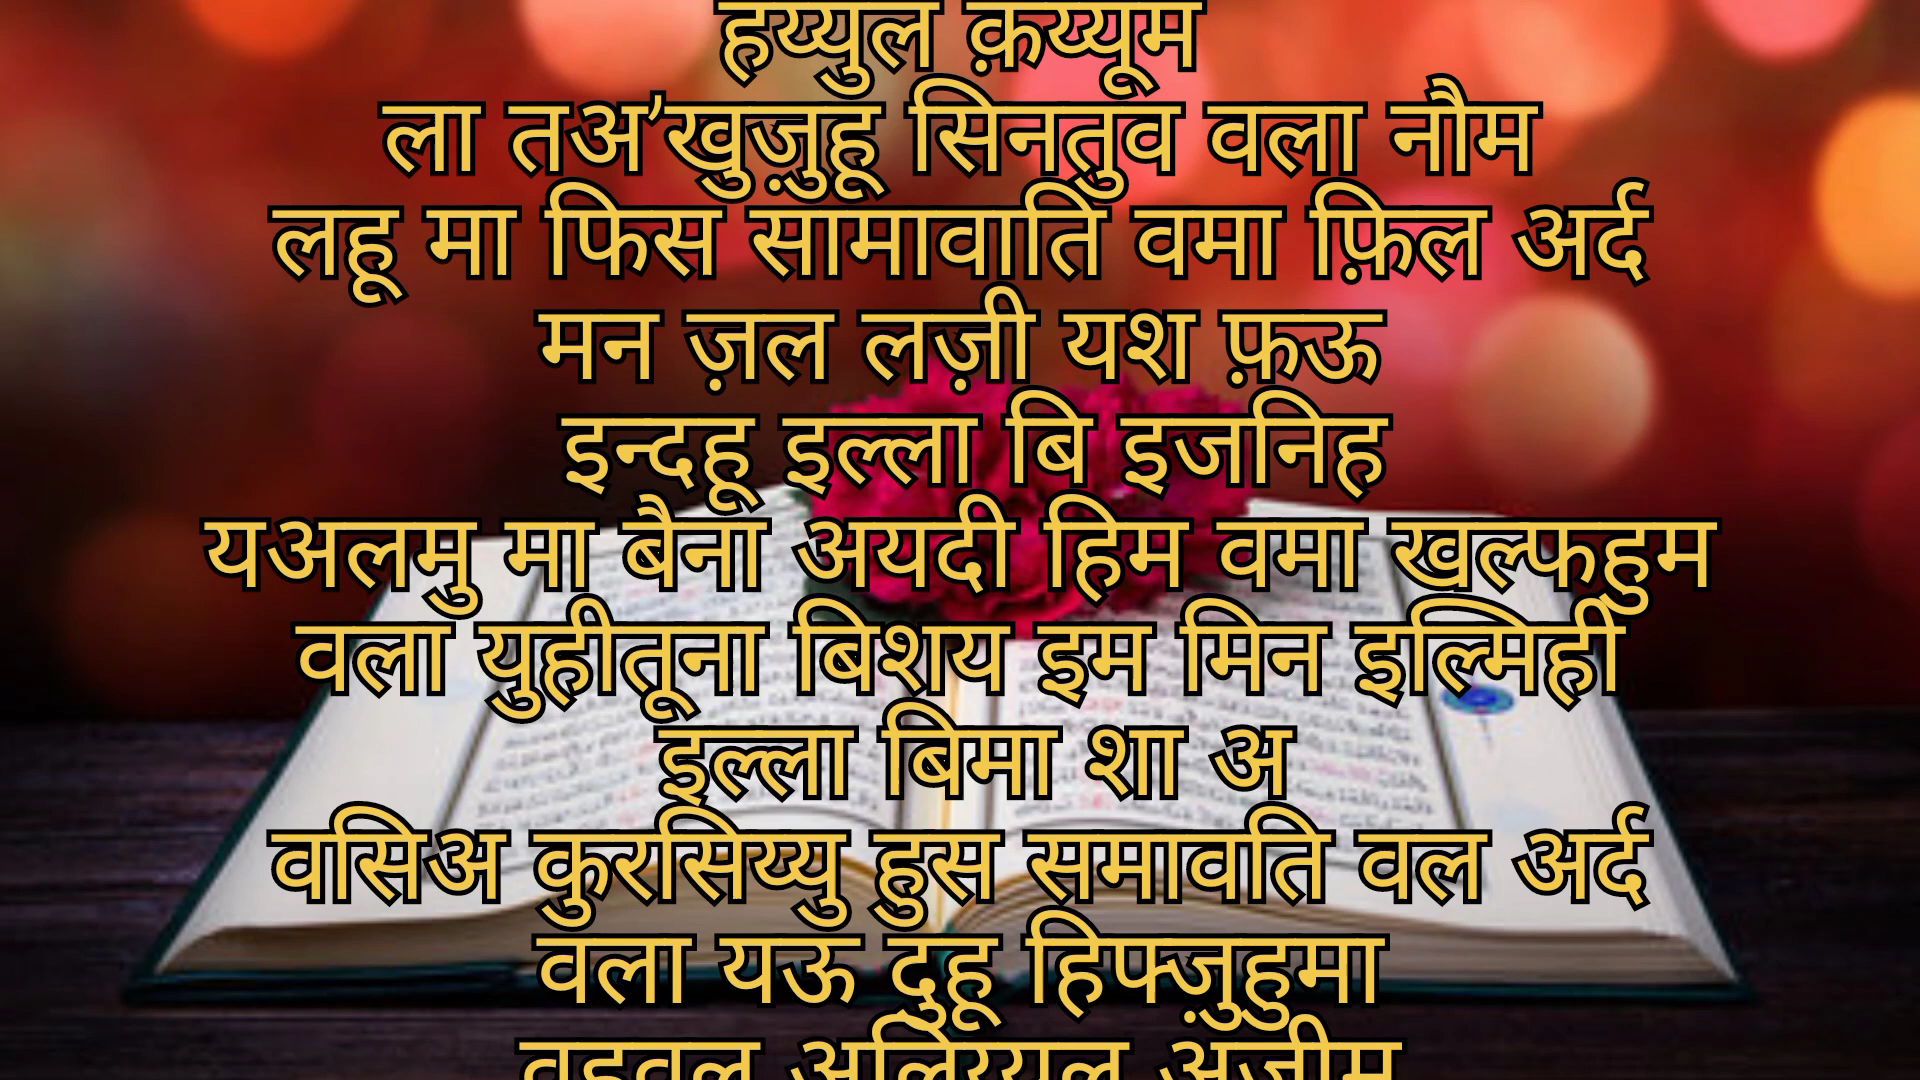 हय्युल क़य्यूम
ला तअ’खुज़ुहू सिनतुव वला नौम
लहू मा फिस सामावाति वमा फ़िल अर्द
मन ज़ल लज़ी यश फ़ऊ
इन्दहू इल्ला बि इजनिह
यअलमु मा बैना अयदी हिम वमा खल्फहुम
वला युहीतूना बिशय इम मिन इल्मिही
इल्ला बिमा शा अ
वसिअ कुरसिय्यु हुस समावति वल अर्द
वला यऊ दुहू हिफ्ज़ुहुमा
वहुवल अलिय्युल अज़ीम